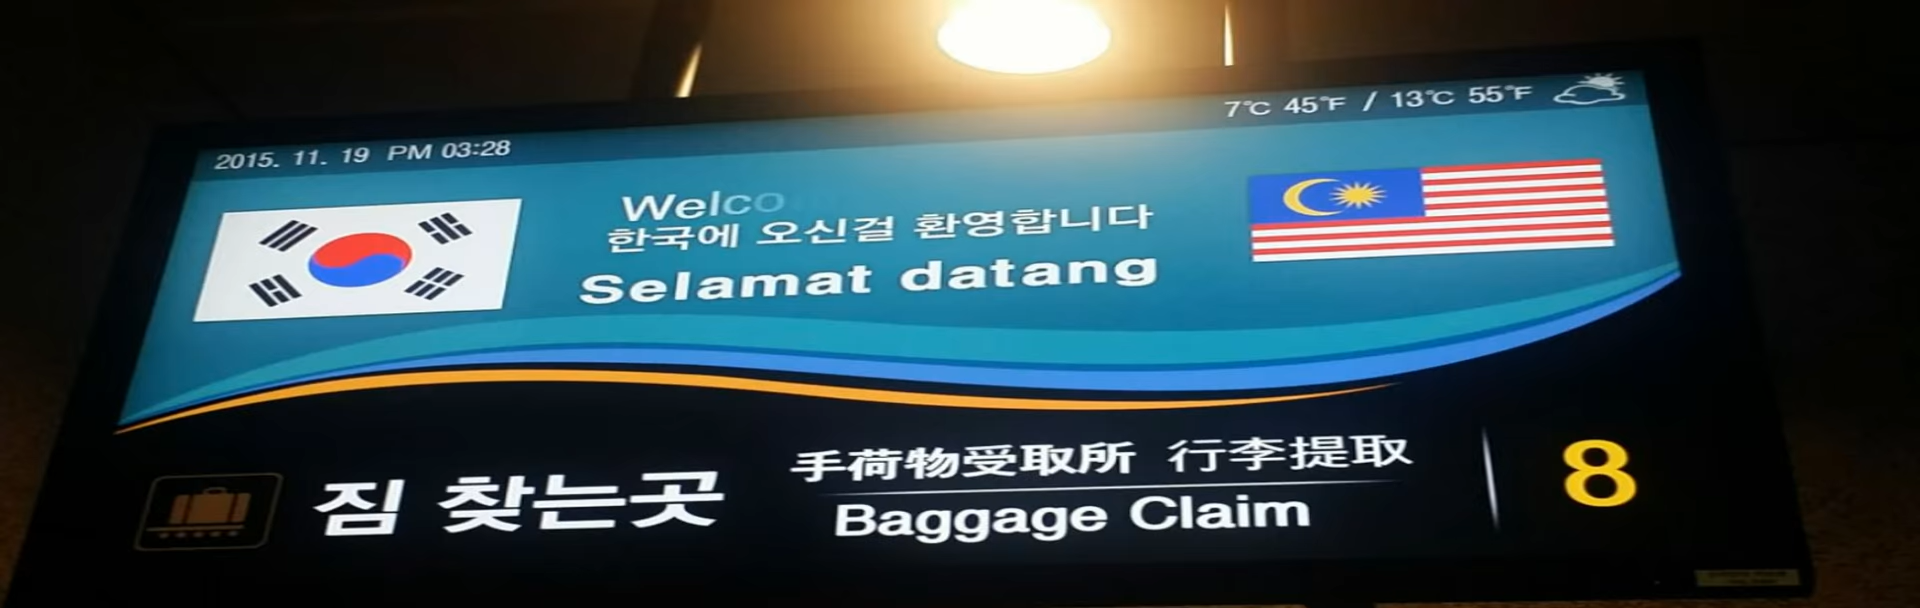 2015. 11. 19 PM 03:28
7℃ 45℉ / 13℃ 55℉
Welco
한국에 오신걸 환영합니다
Selamat datang
짐 찾는곳
手荷物受取所 行李提取
Baggage Claim
8